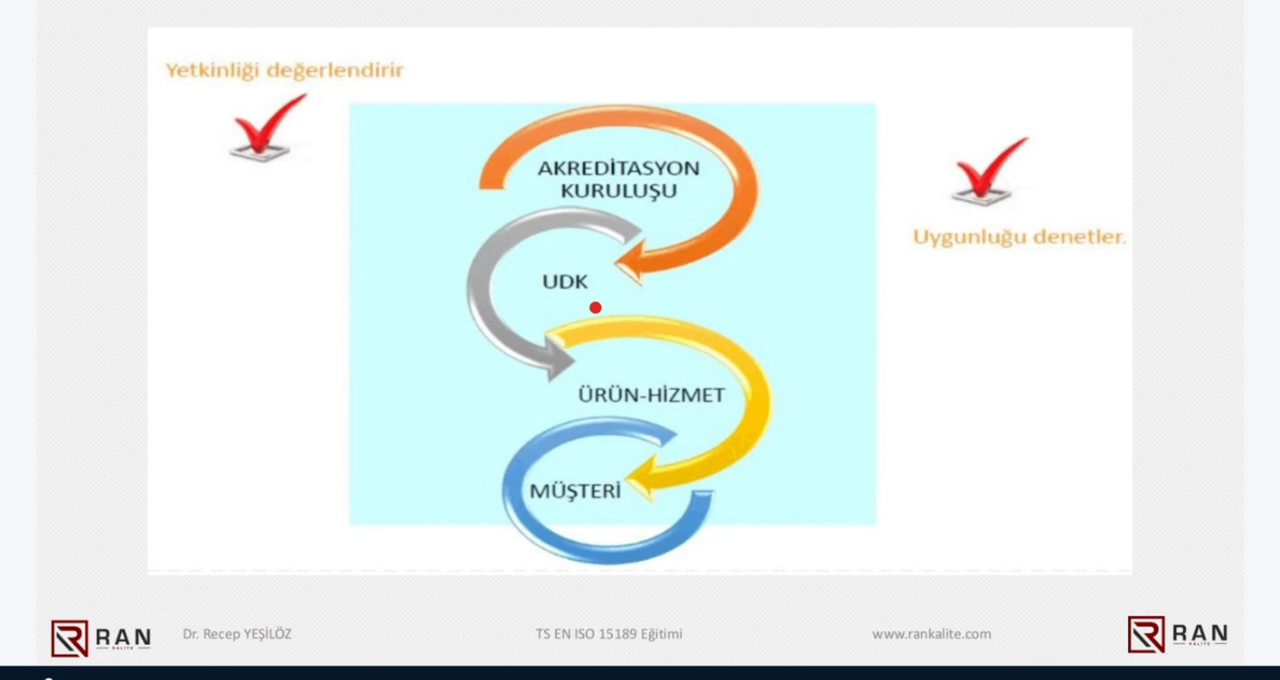 Yetkinliği değerlendirir
AKREDİTASYON
KURULUŞU
Uygunluğu denetler.
UDK
ÜRÜN-HİZMET
MÜŞTERİ
RAN
KALİTE
Dr. Recep YEŞİLÖZ
TS EN ISO 15189 Eğitimi
www.rankalite.com
RAN
KALİTE